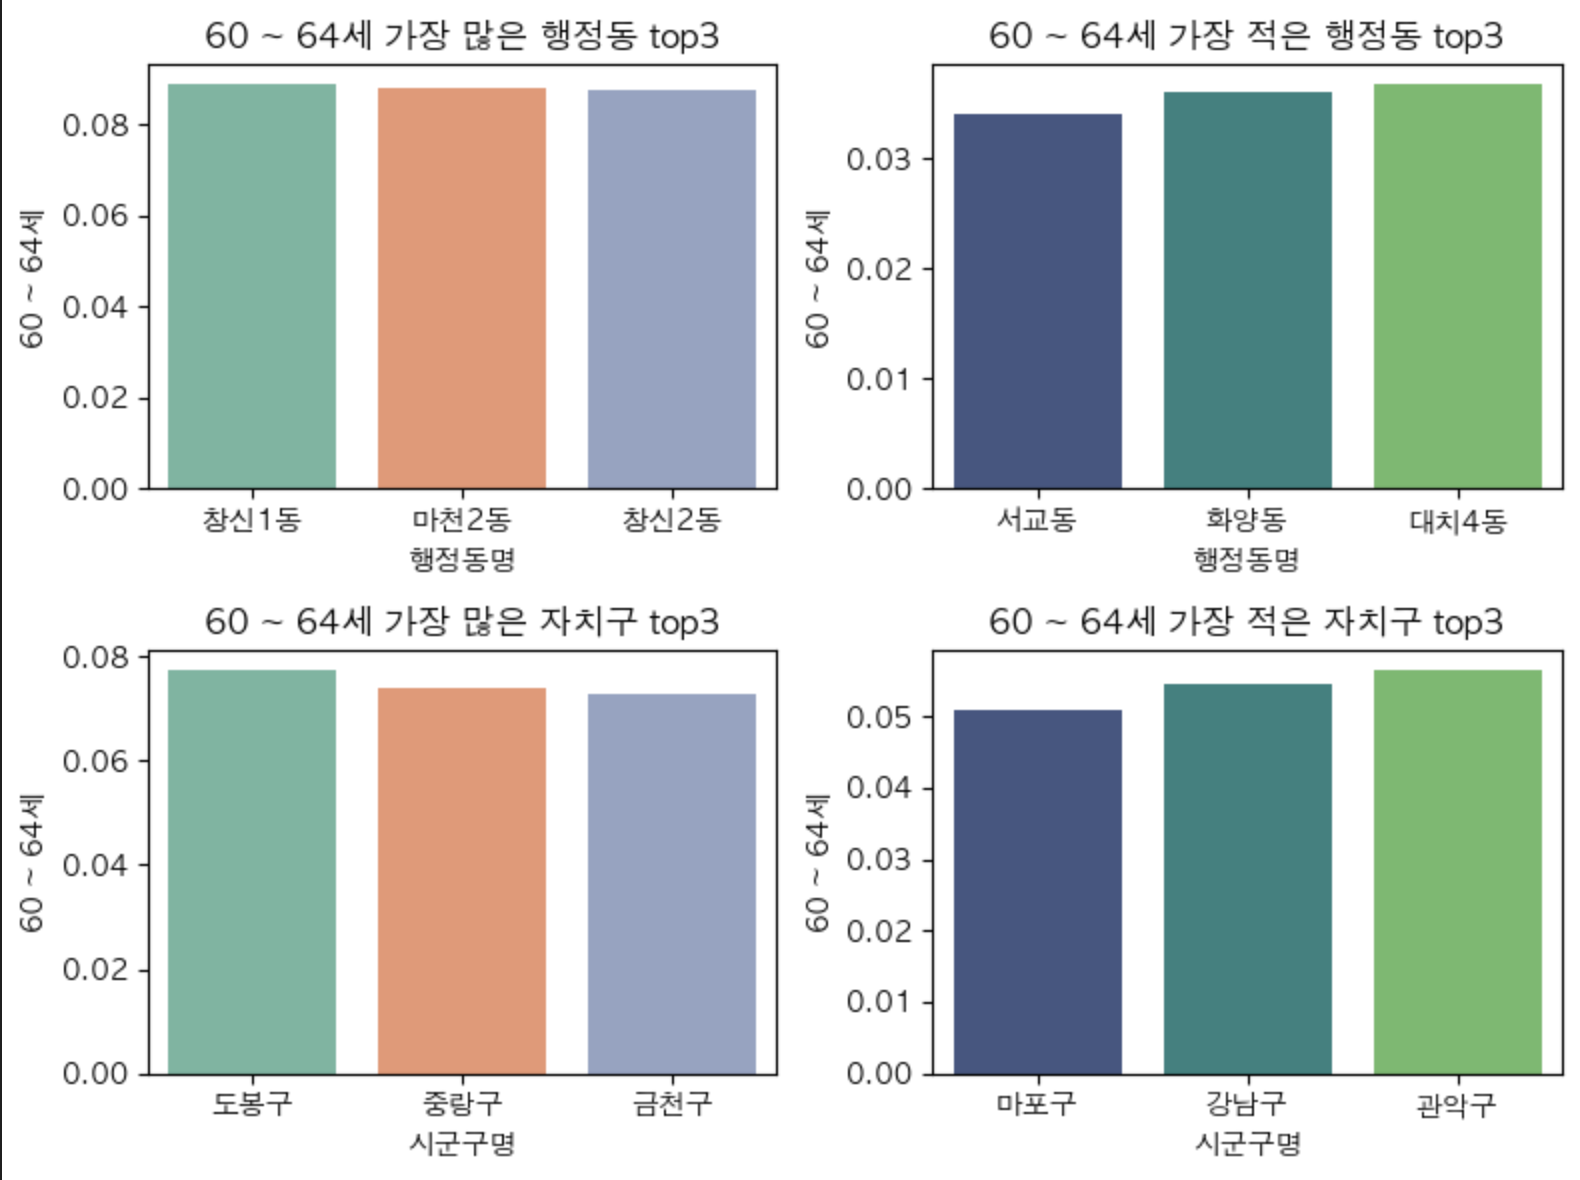 60 ~ 64세 가장 많은 행정동 top3
60 ~ 64세
0.08
0.06
0.04
0.02
0.00
창신1동 마천2동 창신2동
행정동명
60 ~ 64세 가장 적은 행정동 top3
60 ~ 64세
0.03
0.02
0.01
0.00
서교동 화양동 대치4동
행정동명
60 ~ 64세 가장 많은 자치구 top3
60 ~ 64세
0.08
0.06
0.04
0.02
0.00
도봉구 중랑구 금천구
시군구명
60 ~ 64세 가장 적은 자치구 top3
60 ~ 64세
0.05
0.04
0.03
0.02
0.01
0.00
마포구 강남구 관악구
시군구명